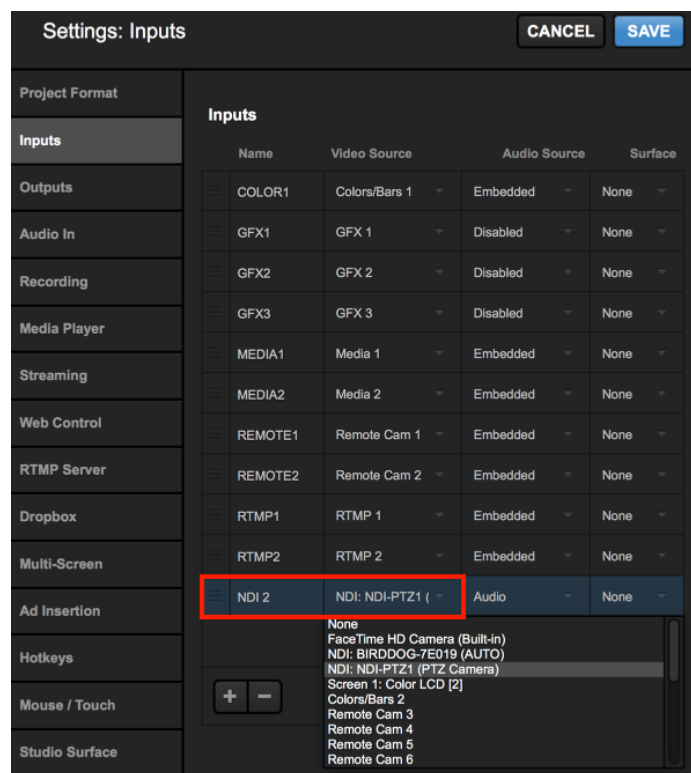 Settings: Inputs
CANCEL
SAVE
Project Format
Inputs
Outputs
Audio In
Recording
Media Player
Streaming
Web Control
RTMP Server
Dropbox
Multi-Screen
Ad Insertion
Hotkeys
Mouse / Touch
Studio Surface
Inputs
Name Video Source Audio Source Surface
COLOR1 Colors/Bars 1 Embedded None
GFX1 GFX 1 Disabled None
GFX2 GFX 2 Disabled None
GFX3 GFX 3 Disabled None
MEDIA1 Media 1 Embedded None
MEDIA2 Media 2 Embedded None
REMOTE1 Remote Cam 1 Embedded None
REMOTE2 Remote Cam 2 Embedded None
RTMP1 RTMP 1 Embedded None
RTMP2 RTMP 2 Embedded None
NDI 2 NDI: NDI-PTZ1 ( Audio None
None
FaceTime HD Camera (Built-in)
NDI: BIRDDOG-7E019 (AUTO)
NDI: NDI-PTZ1 (PTZ Camera)
Screen 1: Color LCD [2]
Colors/Bars 2
Remote Cam 3
Remote Cam 4
Remote Cam 5
Remote Cam 6
+ −